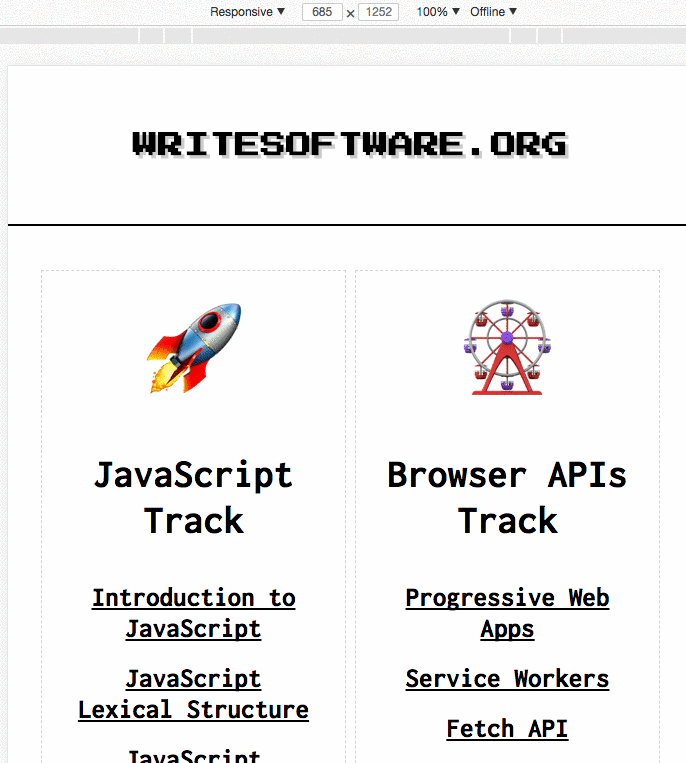 Responsive ▼ 685 × 1252 100% ▼ Offline ▼
WRITESOFTWARE.ORG
JavaScript
Track
Introduction to
JavaScript
JavaScript
Lexical Structure
JavaScript
Browser APIs
Track
Progressive Web
Apps
Service Workers
Fetch API